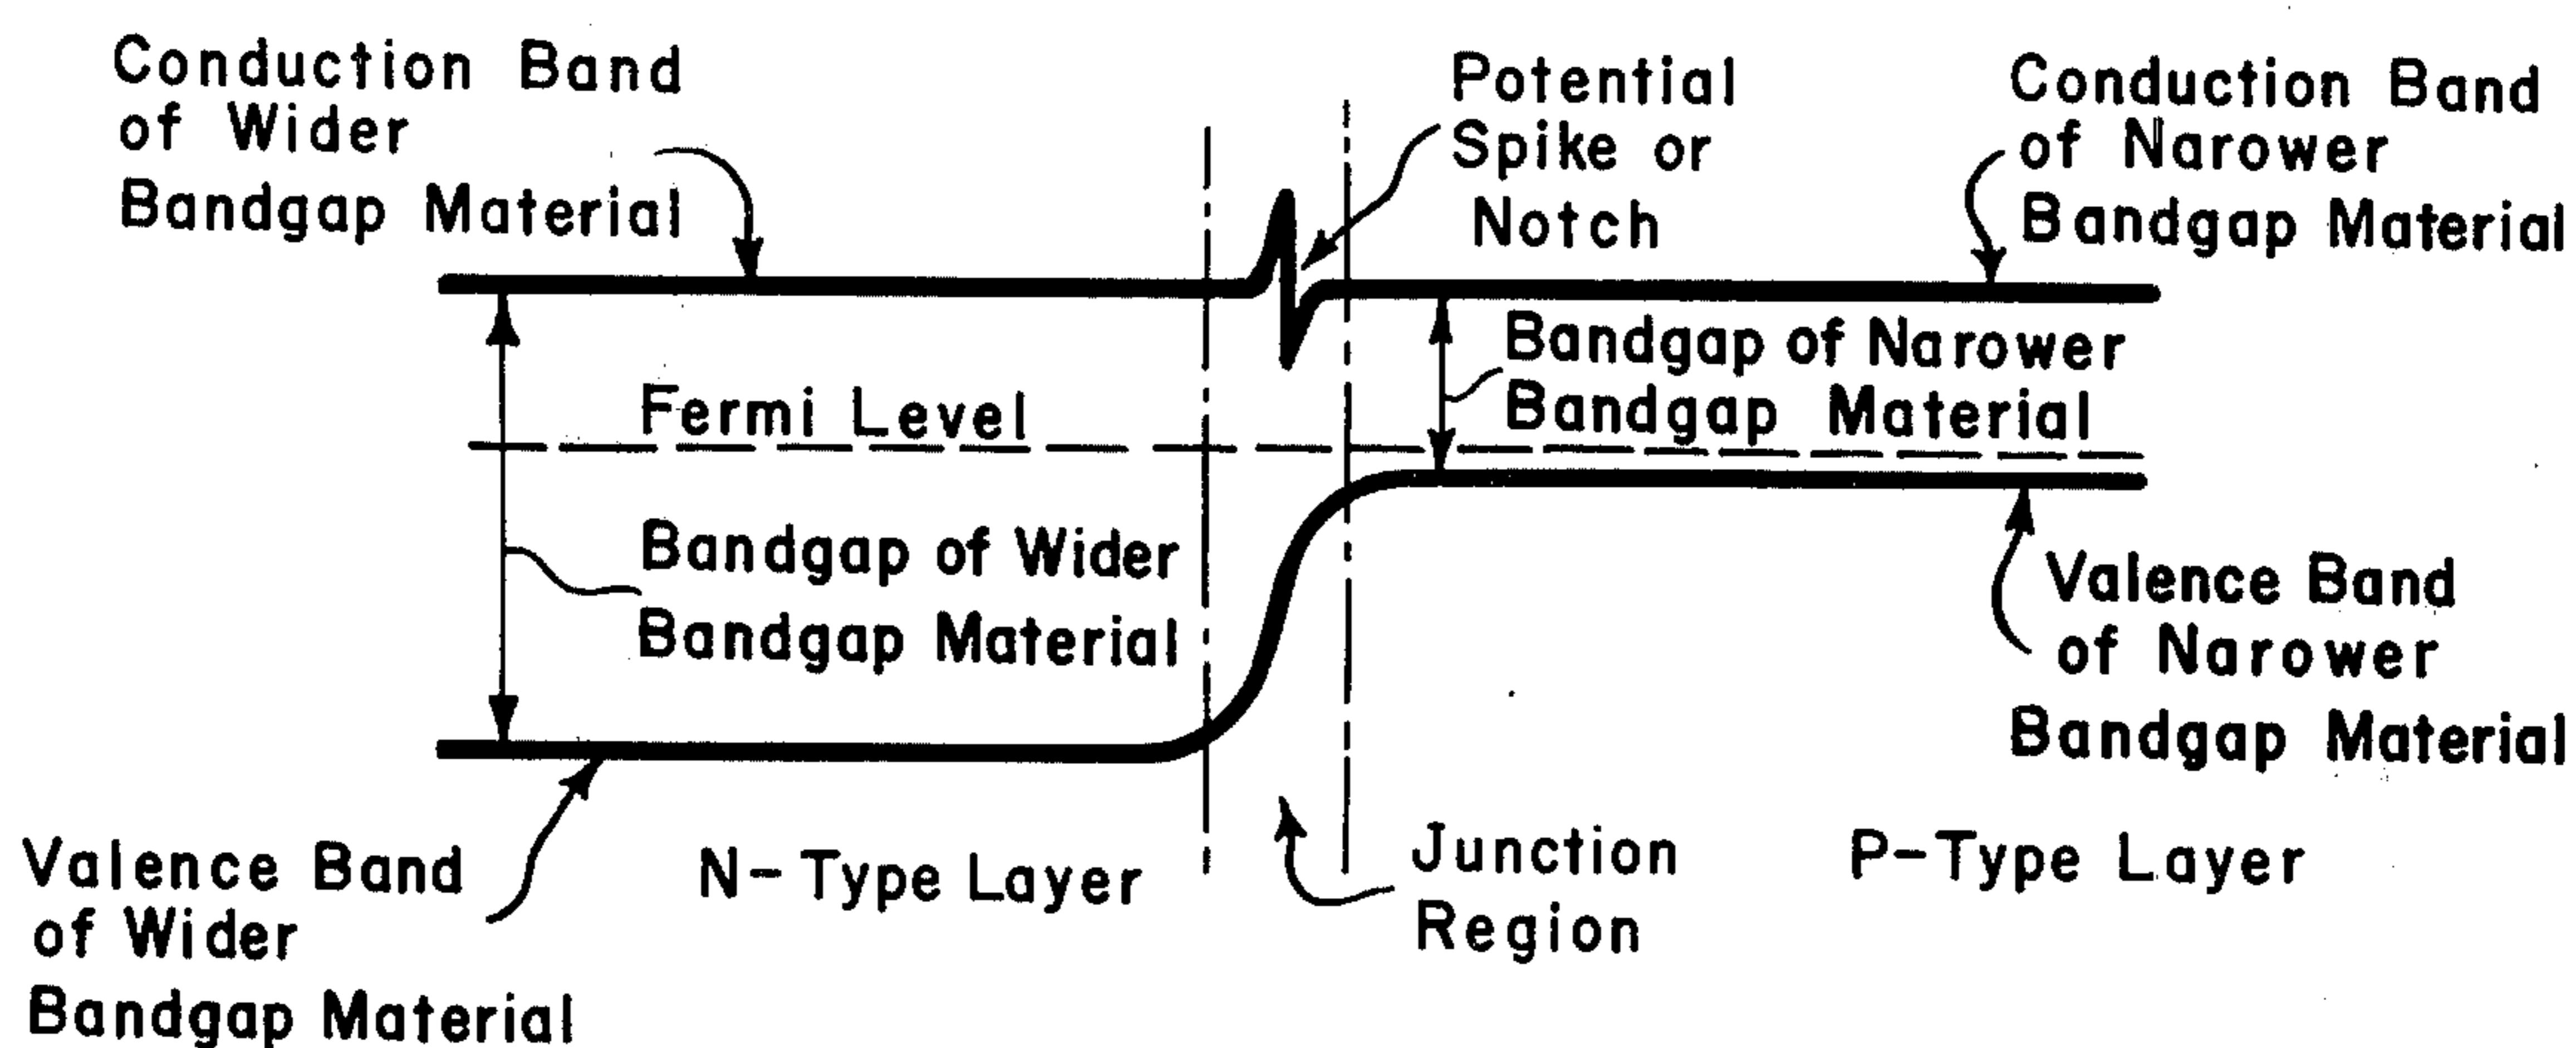 Conduction Band
of Wider
Bandgap Material
Potential
Spike or
Notch
Conduction Band
of Narower
Bandgap Material
Fermi Level
Bandgap of Narower
Bandgap Material
Bandgap of Wider
Bandgap Material
Valence Band
of Narower
Bandgap Material
Valence Band
of Wider
Bandgap Material
N-Type Layer
Junction
Region
P-Type Layer